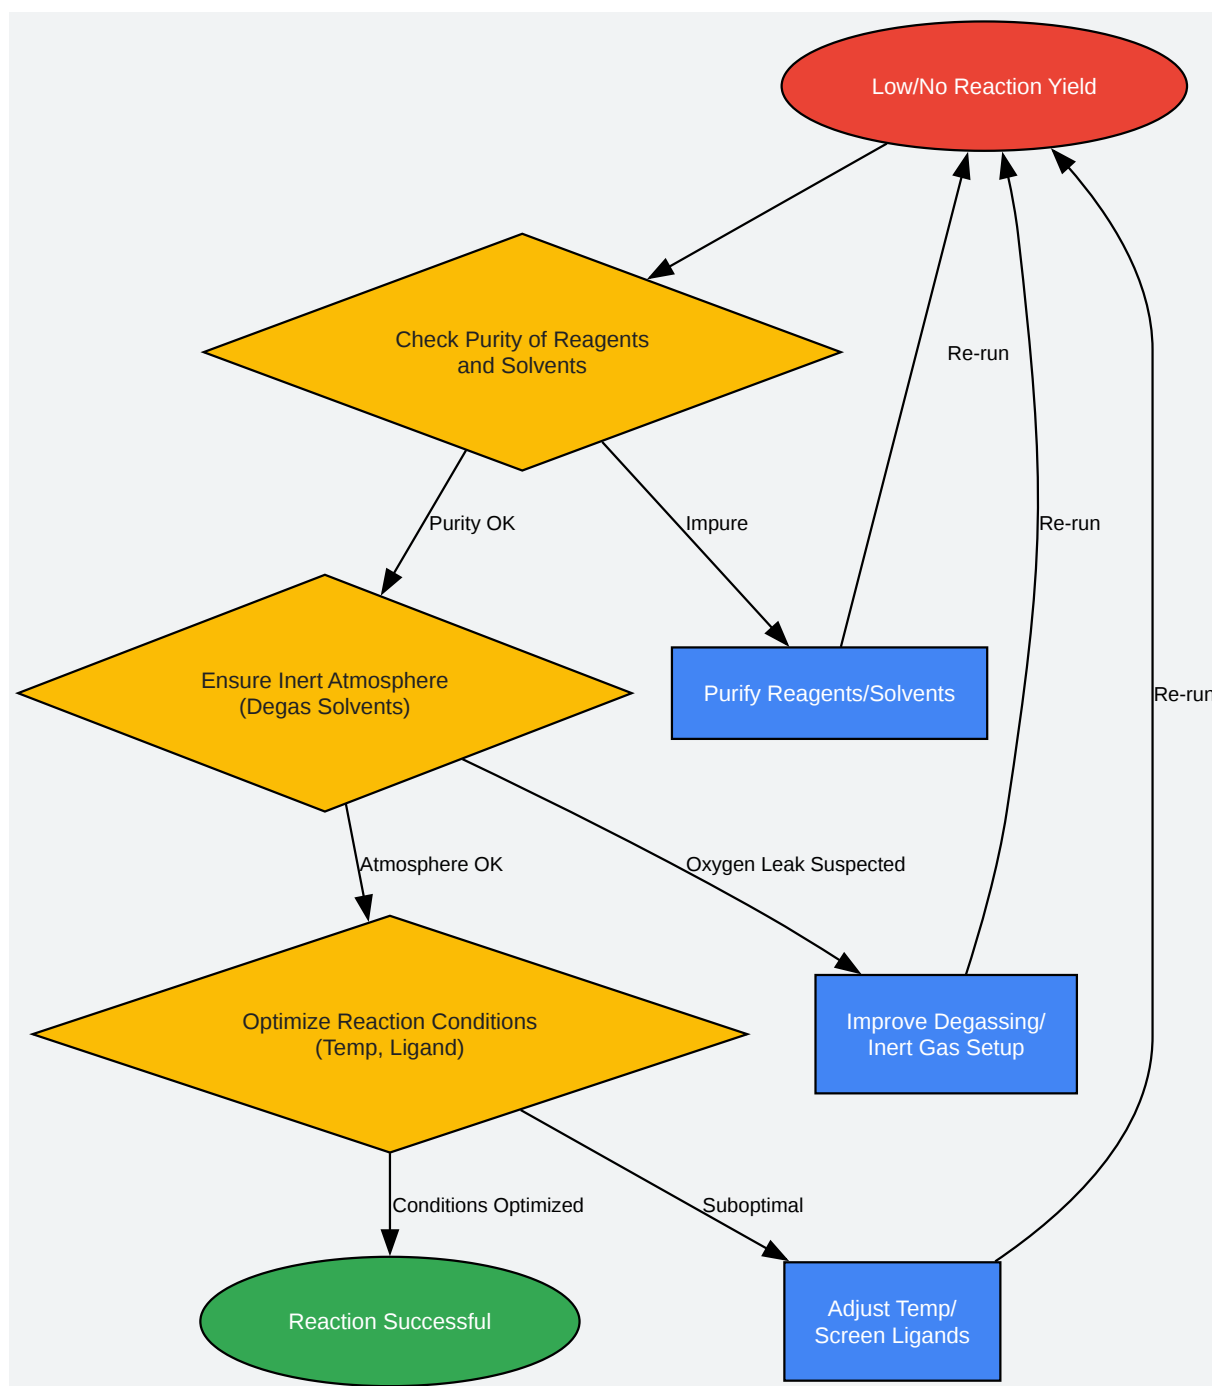 Low/No Reaction Yield
Check Purity of Reagents
and Solvents
Re-run
Purity OK
Impure
Re-run
Ensure Inert Atmosphere
(Degas Solvents)
Purify Reagents/Solvents
Re-run
Atmosphere OK
Oxygen Leak Suspected
Optimize Reaction Conditions
(Temp, Ligand)
Improve Degassing/
Inert Gas Setup
Conditions Optimized
Suboptimal
Reaction Successful
Adjust Temp/
Screen Ligands